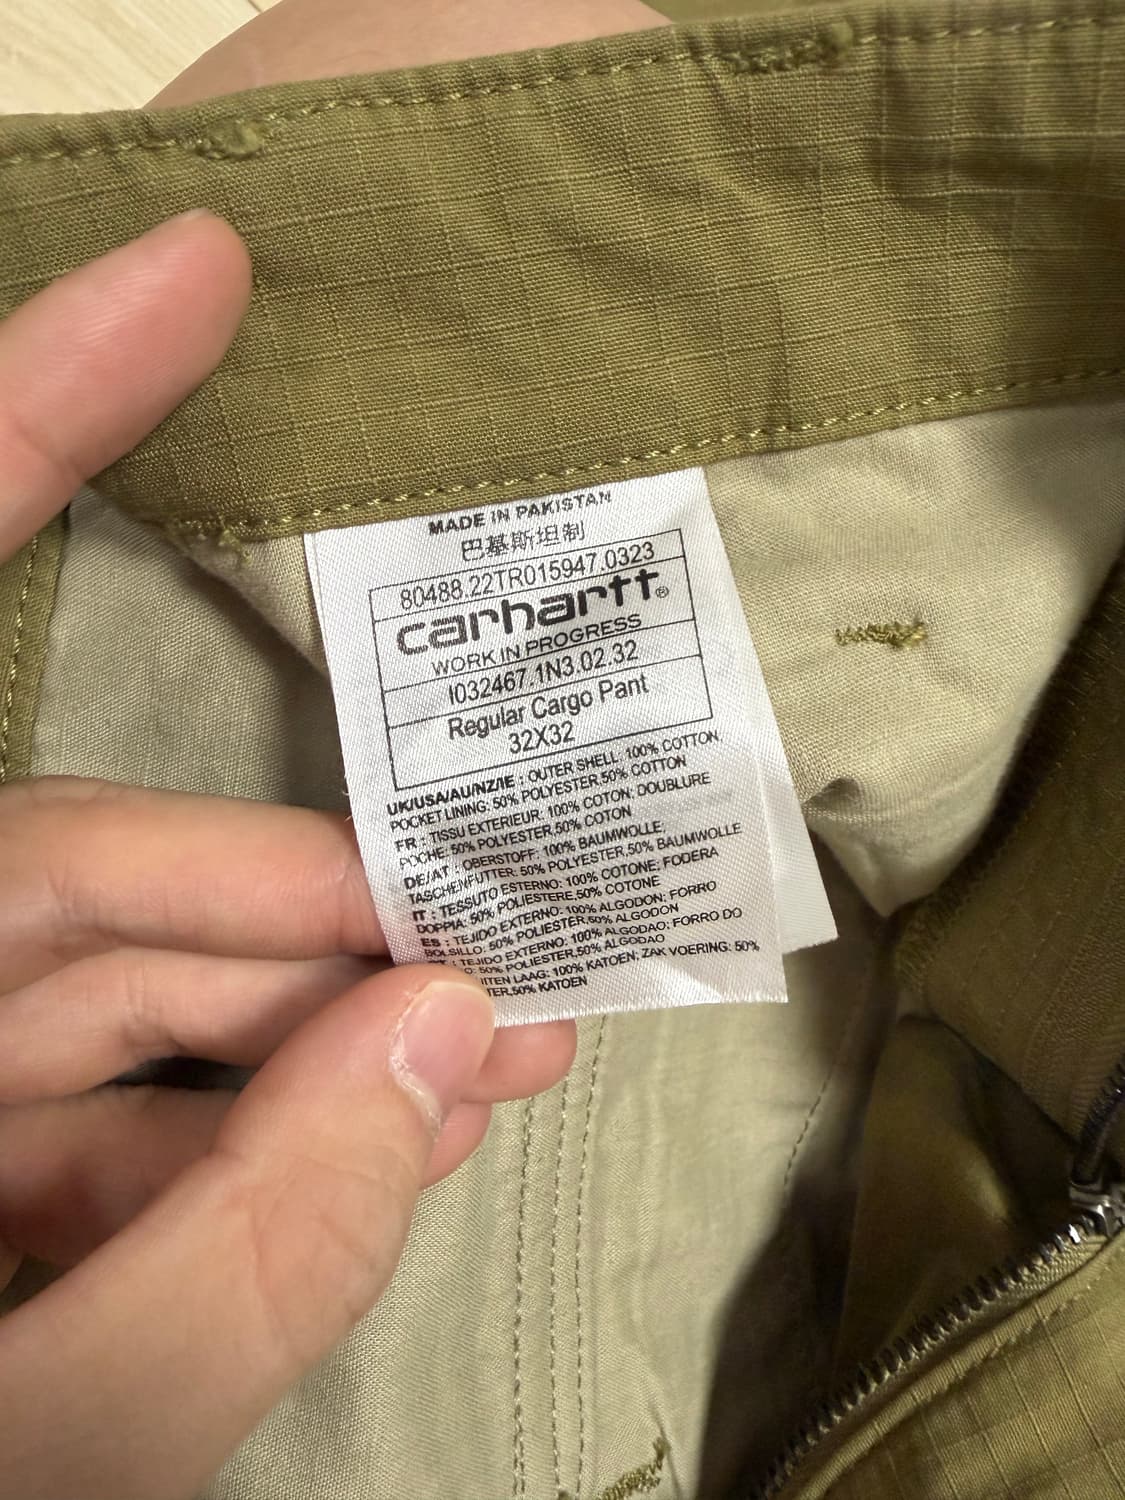 MADE IN PAKISTAN
巴基斯坦制
80488.22TR015947.0323
carhartt®
WORK IN PROGRESS
I032467.1N3.02.32
Regular Cargo Pant
32X32
UK/USA/AU/NZ/IE : OUTER SHELL: 100% COTTON,
POCKET LINING: 50% POLYESTER,50% COTTON
FR : TISSU EXTERIEUR: 100% COTON; DOUBLURE
POCHE: 50% POLYESTER,50% COTON
DE/AT : OBERSTOFF: 100% BAUMWOLLE;
TASCHENFUTTER: 50% POLYESTER,50% BAUMWOLLE
IT : TESSUTO ESTERNO: 100% COTONE; FODERA
DOPPIA: 50% POLIESTERE,50% COTONE
ES : TEJIDO EXTERNO: 100% ALGODON; FORRO
BOLSILLO: 50% POLIESTER,50% ALGODON
: TEJIDO EXTERNO: 100% ALGODAO; FORRO DO
O: 50% POLIESTER,50% ALGODAO
ITEN LAAG: 100% KATOEN; ZAK VOERING: 50%
TER,50% KATOEN